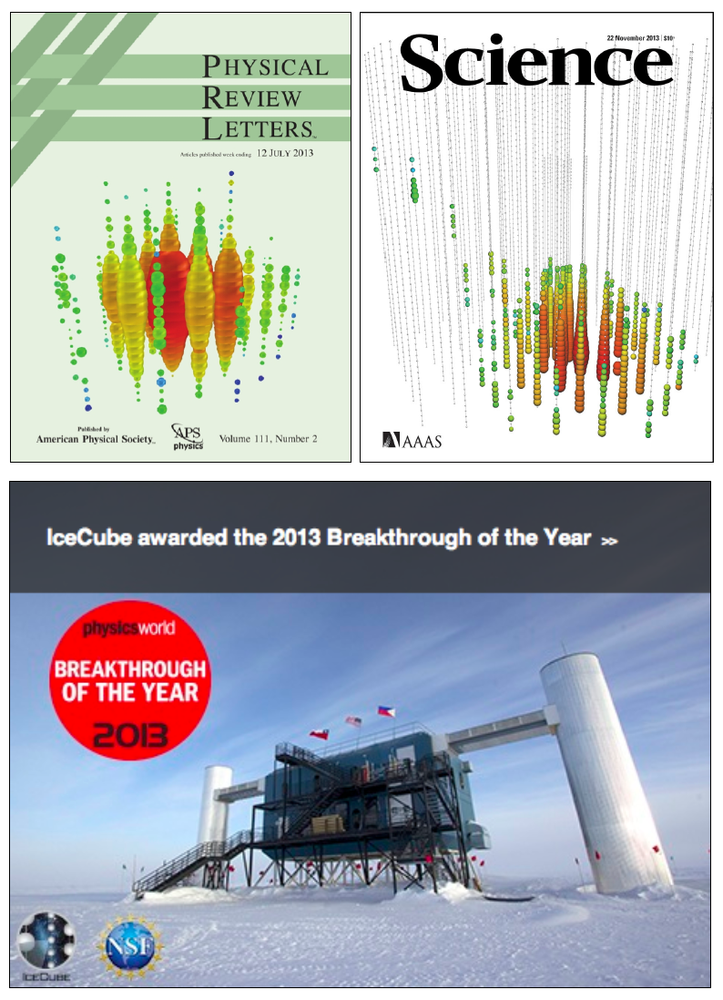 PHYSICAL
REVIEW
LETTERS™
Articles published week ending 12 JULY 2013
Published by
American Physical Society™
APS
physics
Volume 111, Number 2
22 November 2013 | $10
Science
AAAS
IceCube awarded the 2013 Breakthrough of the Year >>
physicsworld
BREAKTHROUGH
OF THE YEAR
2013
ICECUBE
NSF